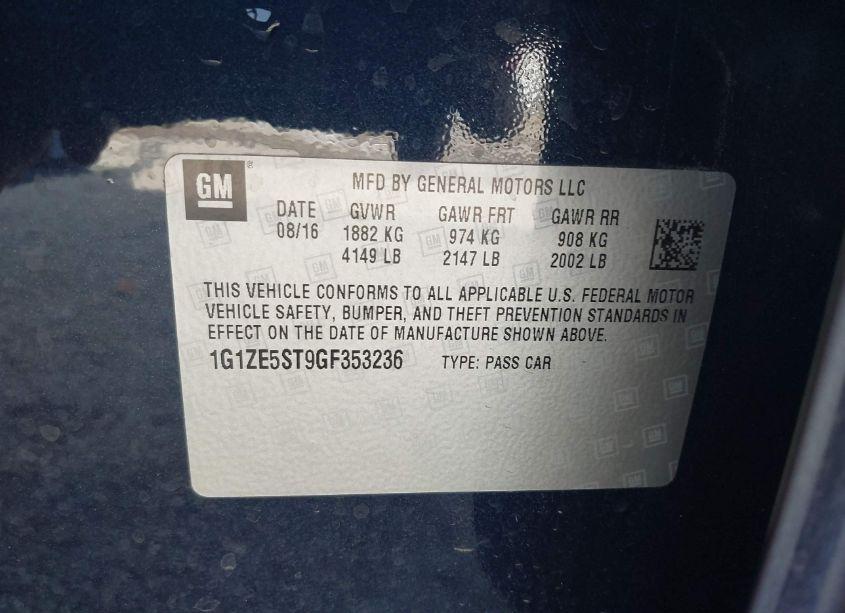 GM ®
MFD BY GENERAL MOTORS LLC
DATE GVWR GAWR FRT GAWR RR
08/16 1882 KG 974 KG 908 KG
4149 LB 2147 LB 2002 LB
THIS VEHICLE CONFORMS TO ALL APPLICABLE U.S. FEDERAL MOTOR
VEHICLE SAFETY, BUMPER, AND THEFT PREVENTION STANDARDS IN
EFFECT ON THE DATE OF MANUFACTURE SHOWN ABOVE.
1G1ZE5ST9GF353236 TYPE: PASS CAR